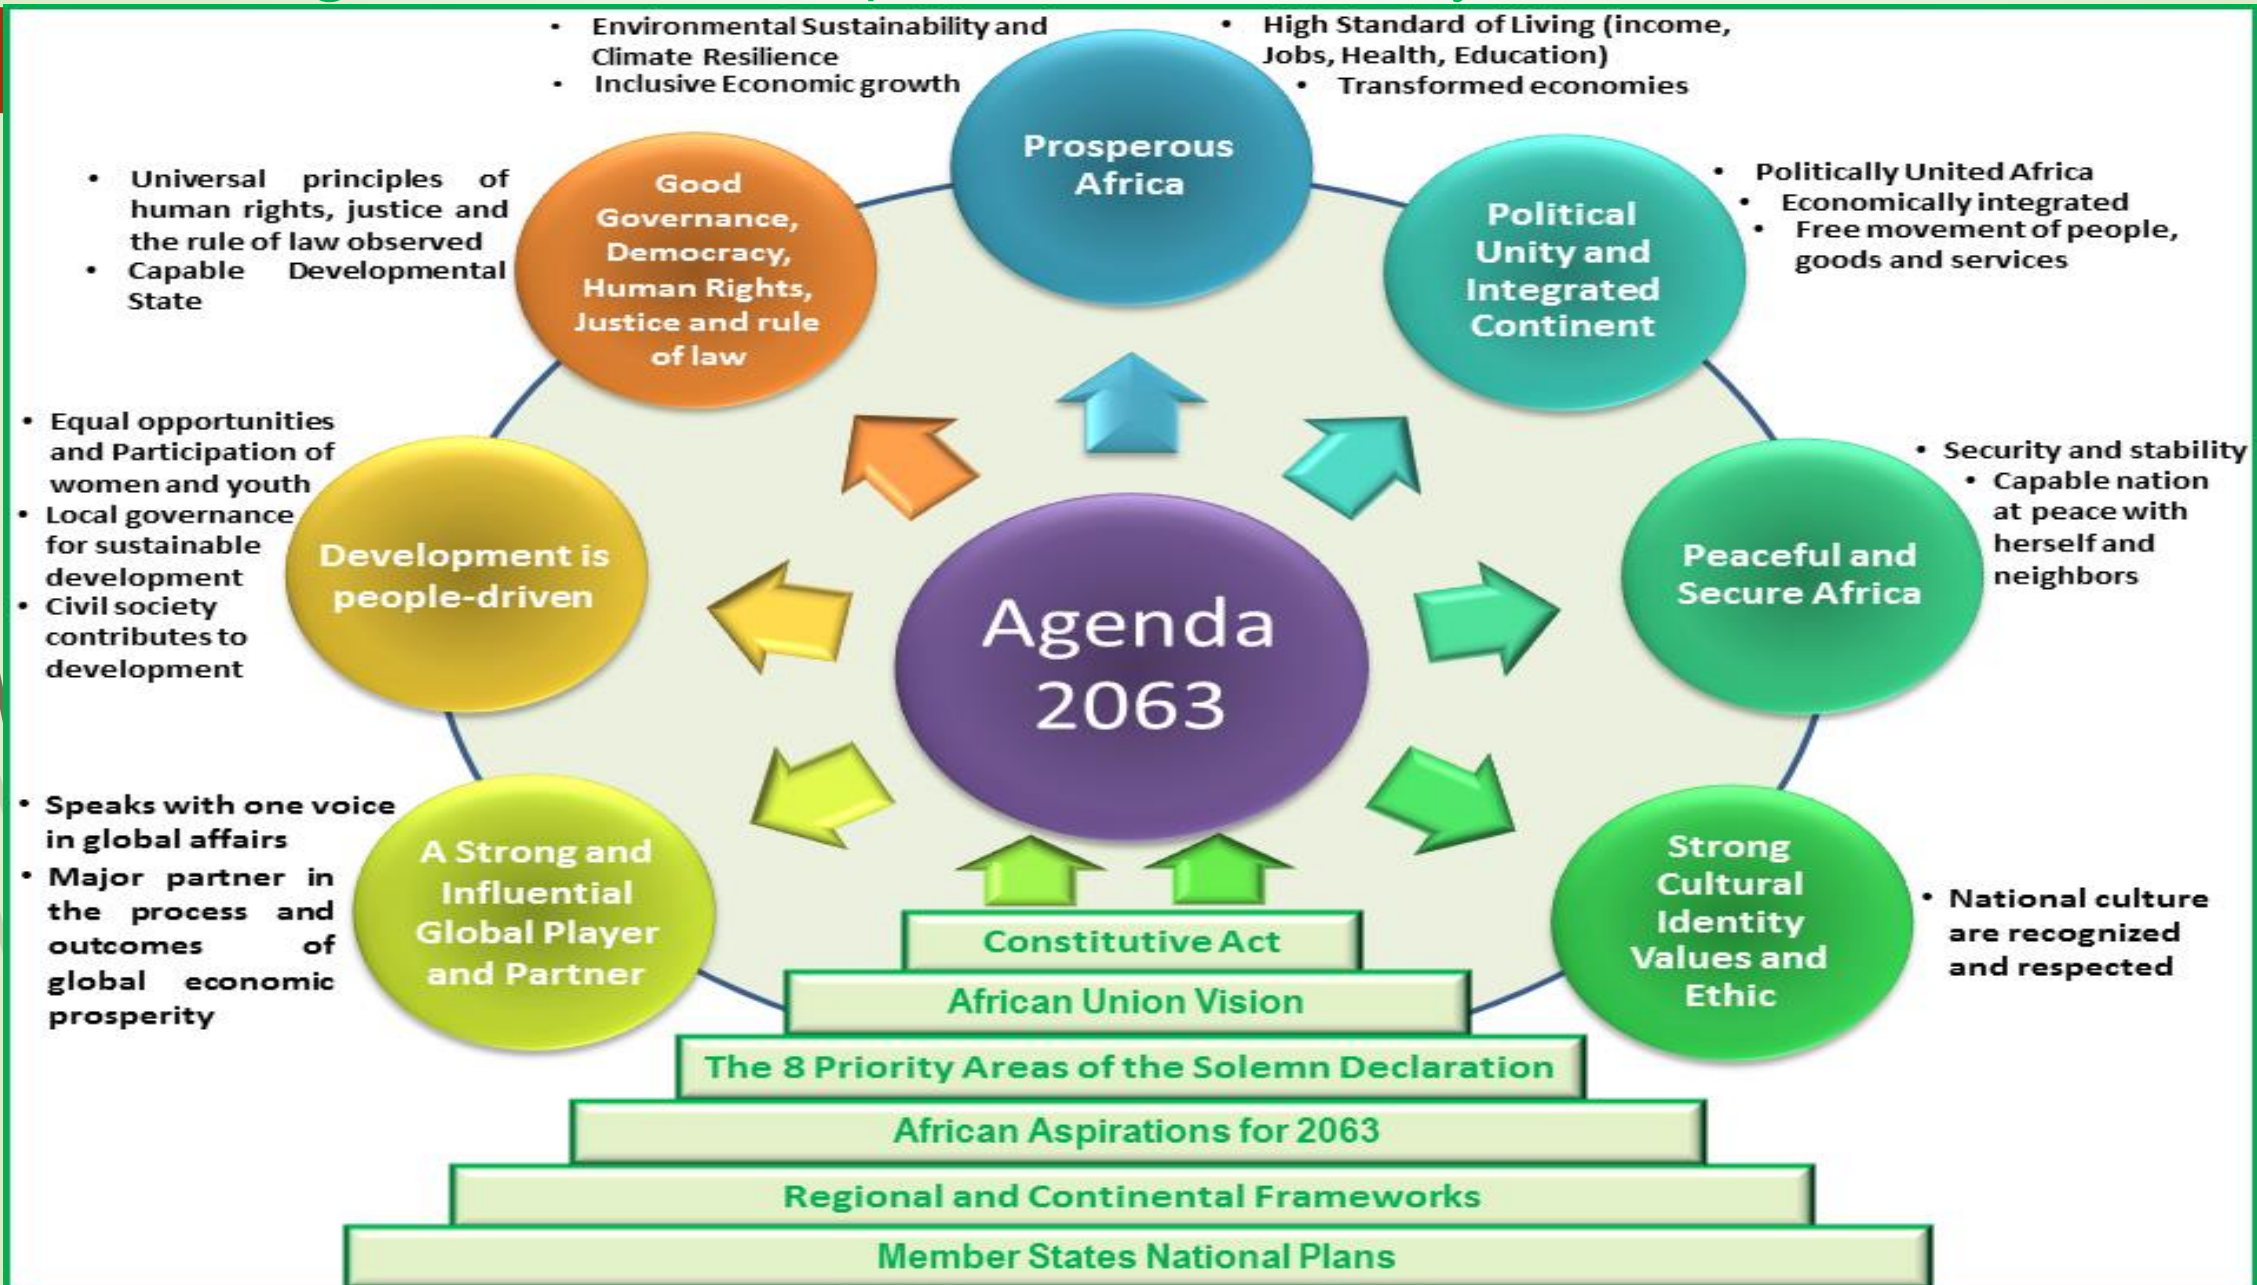 • Environmental Sustainability and
Climate Resilience
• Inclusive Economic growth
• High Standard of Living (income,
Jobs, Health, Education)
• Transformed economies
Prosperous
Africa
• Universal principles of
human rights, justice and
the rule of law observed
• Capable Developmental
State
Good
Governance,
Democracy,
Human Rights,
Justice and rule
of law
Political
Unity and
Integrated
Continent
• Politically United Africa
• Economically integrated
• Free movement of people,
goods and services
• Equal opportunities
and Participation of
women and youth
• Local governance
for sustainable
development
• Civil society
contributes to
development
Development is
people-driven
Agenda
2063
Peaceful and
Secure Africa
• Security and stability
• Capable nation
at peace with
herself and
neighbors
• Speaks with one voice
in global affairs
• Major partner in
the process and
outcomes of
global economic
prosperity
A Strong and
Influential
Global Player
and Partner
Strong
Cultural
Identity
Values and
Ethic
• National culture
are recognized
and respected
Constitutive Act
African Union Vision
The 8 Priority Areas of the Solemn Declaration
African Aspirations for 2063
Regional and Continental Frameworks
Member States National Plans